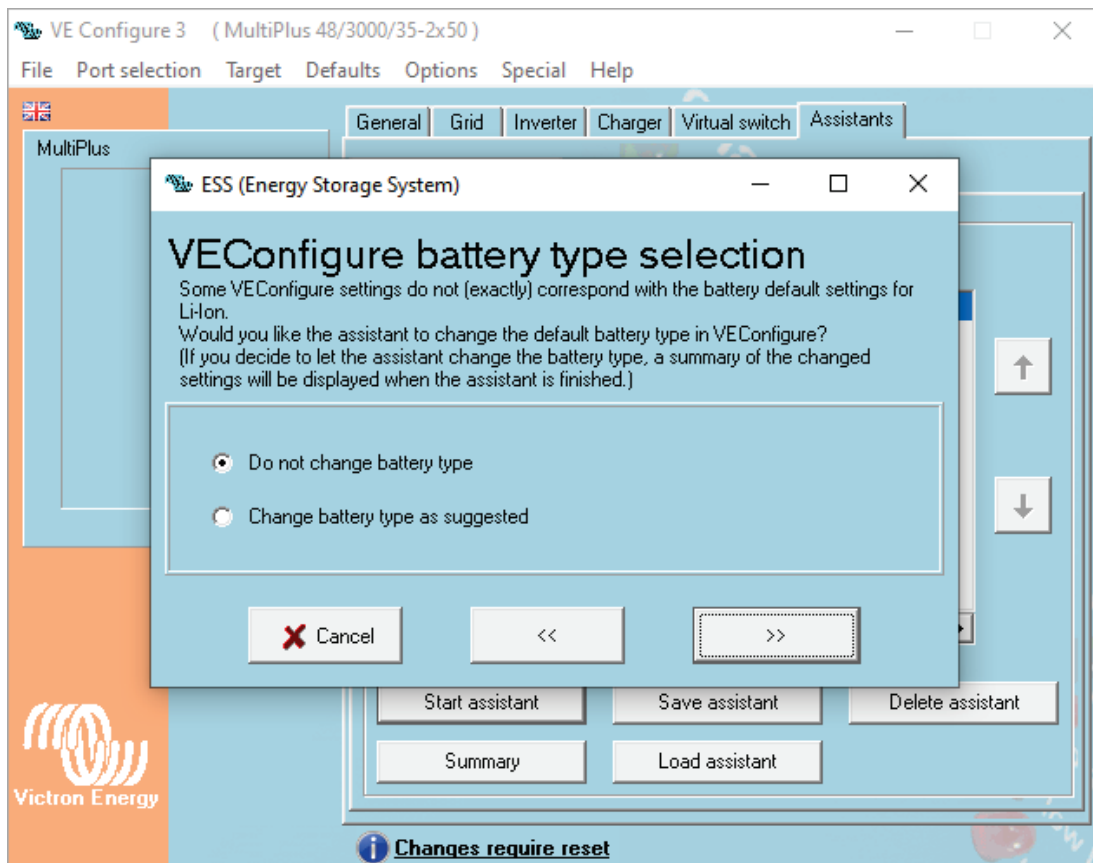 VE Configure 3 ( MultiPlus 48/3000/35-2x50 )
File Port selection Target Defaults Options Special Help
General Grid Inverter Charger Virtual switch Assistants
MultiPlus
ESS (Energy Storage System)
VEConfigure battery type selection
Some VEConfigure settings do not (exactly) correspond with the battery default settings for
Li-Ion.
Would you like the assistant to change the default battery type in VEConfigure?
(If you decide to let the assistant change the battery type, a summary of the changed
settings will be displayed when the assistant is finished.)
Do not change battery type
Change battery type as suggested
Cancel << >>
Start assistant Save assistant Delete assistant
Summary Load assistant
Victron Energy
Changes require reset